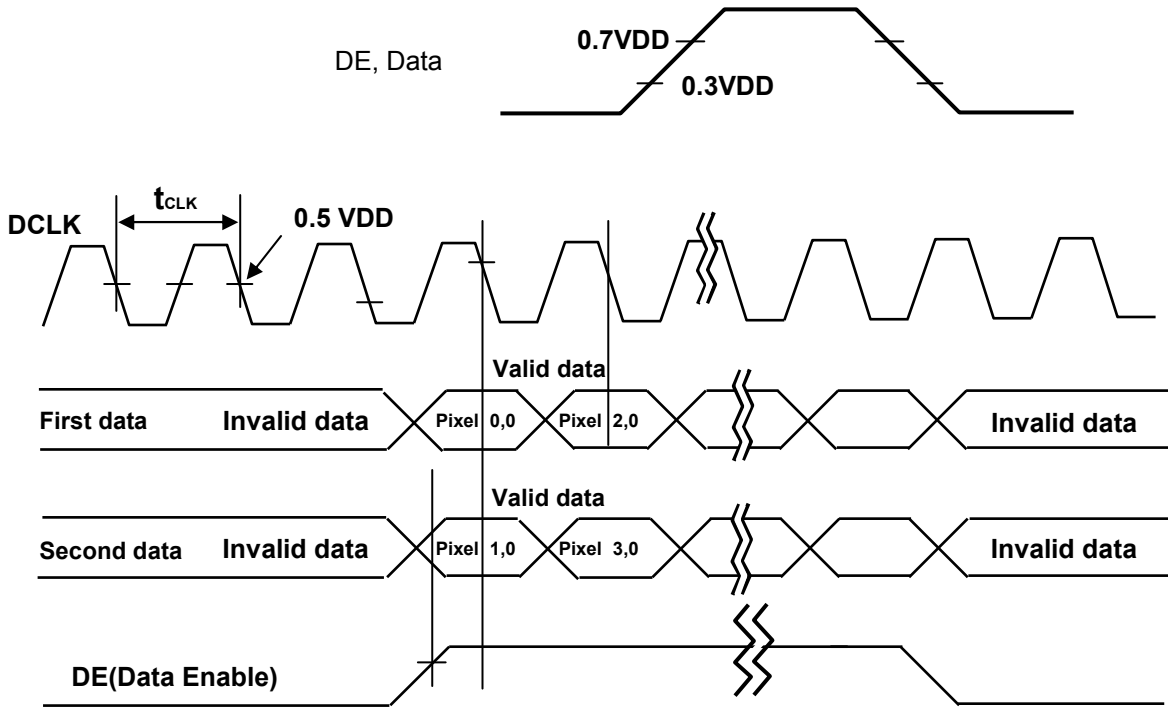 0.7VDD
DE, Data
0.3VDD
tCLK
0.5 VDD
DCLK
Valid data
First data
Invalid data
Pixel 0,0
Pixel 2,0
Invalid data
Valid data
Second data
Invalid data
Pixel 1,0
Pixel 3,0
Invalid data
DE(Data Enable)